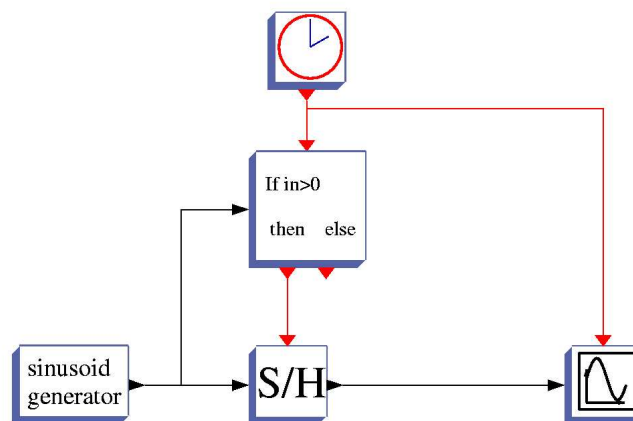 If in>0
then else
sinusoid
generator
S/H